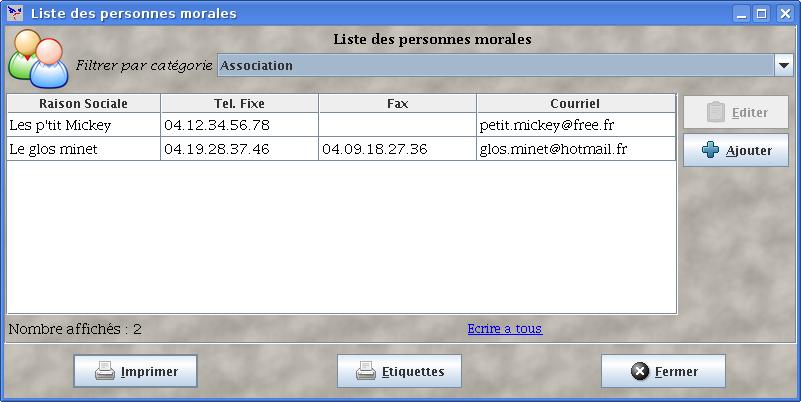 Liste des personnes morales
Liste des personnes morales
Filtrer par catégorie Association
Raison Sociale Tel. Fixe Fax Courriel
Editer
Les p'tit Mickey 04.12.34.56.78 petit.mickey@free.fr
Le glos minet 04.19.28.37.46 04.09.18.27.36 glos.minet@hotmail.fr
Ajouter
Nombre affichés : 2 Ecrire a tous
Imprimer Etiquettes Fermer